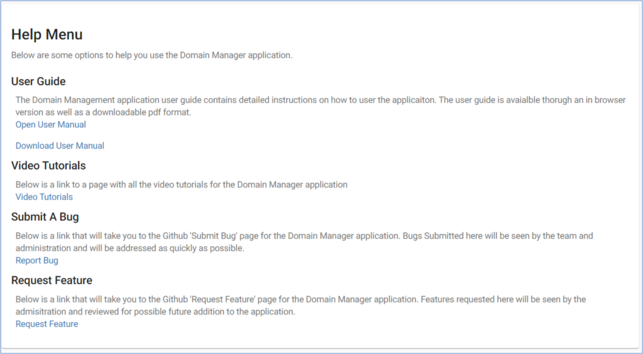 Help Menu
Below are some options to help you use the Domain Manager application.
User Guide
The Domain Management application user guide contains detailed instructions on how to user the applicaiton. The user guide is avaialble thorugh an in browser
version as well as a downloadable pdf format.
Open User Manual
Download User Manual
Video Tutorials
Below is a link to a page with all the video tutorials for the Domain Manager application
Video Tutorials
Submit A Bug
Below is a link that will take you to the Github 'Submit Bug' page for the Domain Manager application. Bugs Submitted here will be seen by the team and
administration and will be addressed as quickly as possible.
Report Bug
Request Feature
Below is a link that will take you to the Github 'Request Feature' page for the Domain Manager application. Features requested here will be seen by the
admisitration and reviewed for possible future addition to the application.
Request Feature